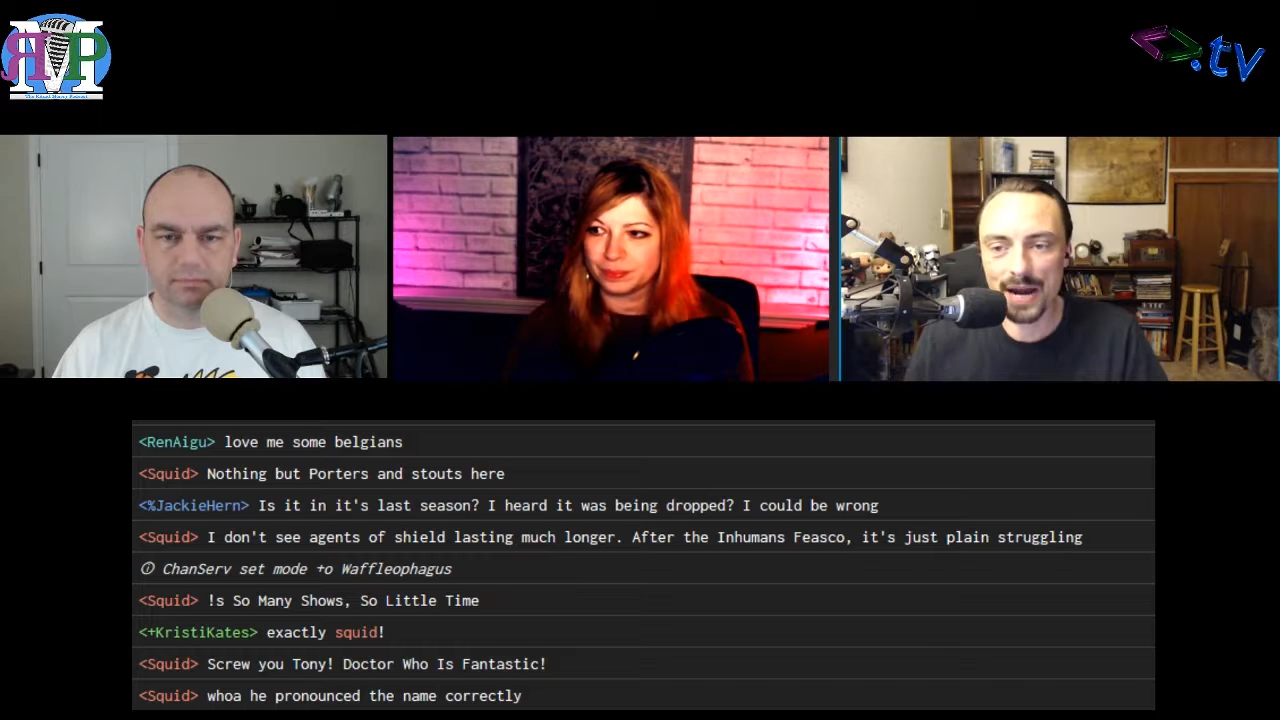 RMP
<>.tv
<RenAigu> love me some belgians
<Squid> Nothing but Porters and stouts here
<%JackieHern> Is it in it's last season? I heard it was being dropped? I could be wrong
<Squid> I don't see agents of shield lasting much longer. After the Inhumans Feasco, it's just plain struggling
ChanServ set mode +o Waffleophagus
<Squid> !s So Many Shows, So Little Time
<+KristiKates> exactly squid!
<Squid> Screw you Tony! Doctor Who Is Fantastic!
<Squid> whoa he pronounced the name correctly